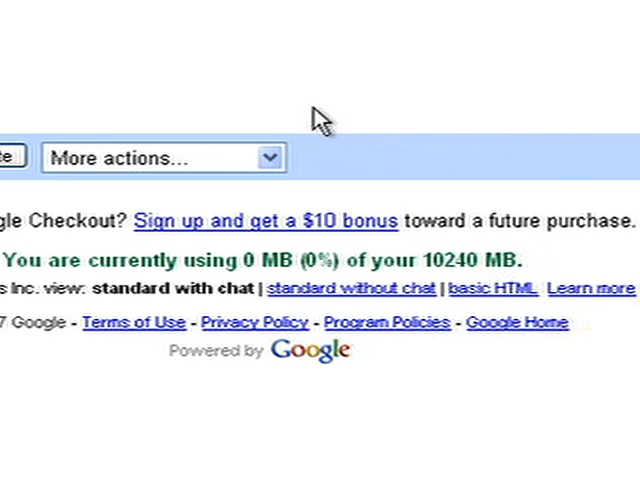 te More actions...
gle Checkout? Sign up and get a $10 bonus toward a future purchase.
You are currently using 0 MB (0%) of your 10240 MB.
s Inc. view: standard with chat | standard without chat | basic HTML Learn more
7 Google - Terms of Use - Privacy Policy - Program Policies - Google Home
Powered by Google